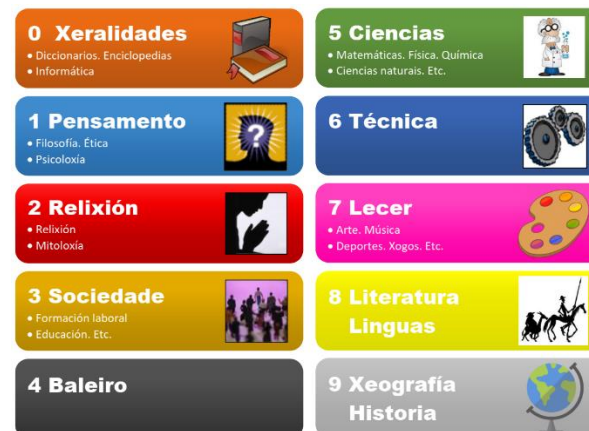 0 Xeralidades
• Diccionarios. Enciclopedias
• Informática
1 Pensamento
• Filosofía. Ética
• Psicoloxía
2 Relixión
• Relixión
• Mitoloxía
3 Sociedade
• Formación laboral
• Educación. Etc.
4 Baleiro
5 Ciencias
• Matemáticas. Física. Química
• Ciencias naturais. Etc.
6 Técnica
7 Lecer
• Arte. Música
• Deportes. Xogos. Etc.
8 Literatura
Linguas
9 Xeografía
Historia